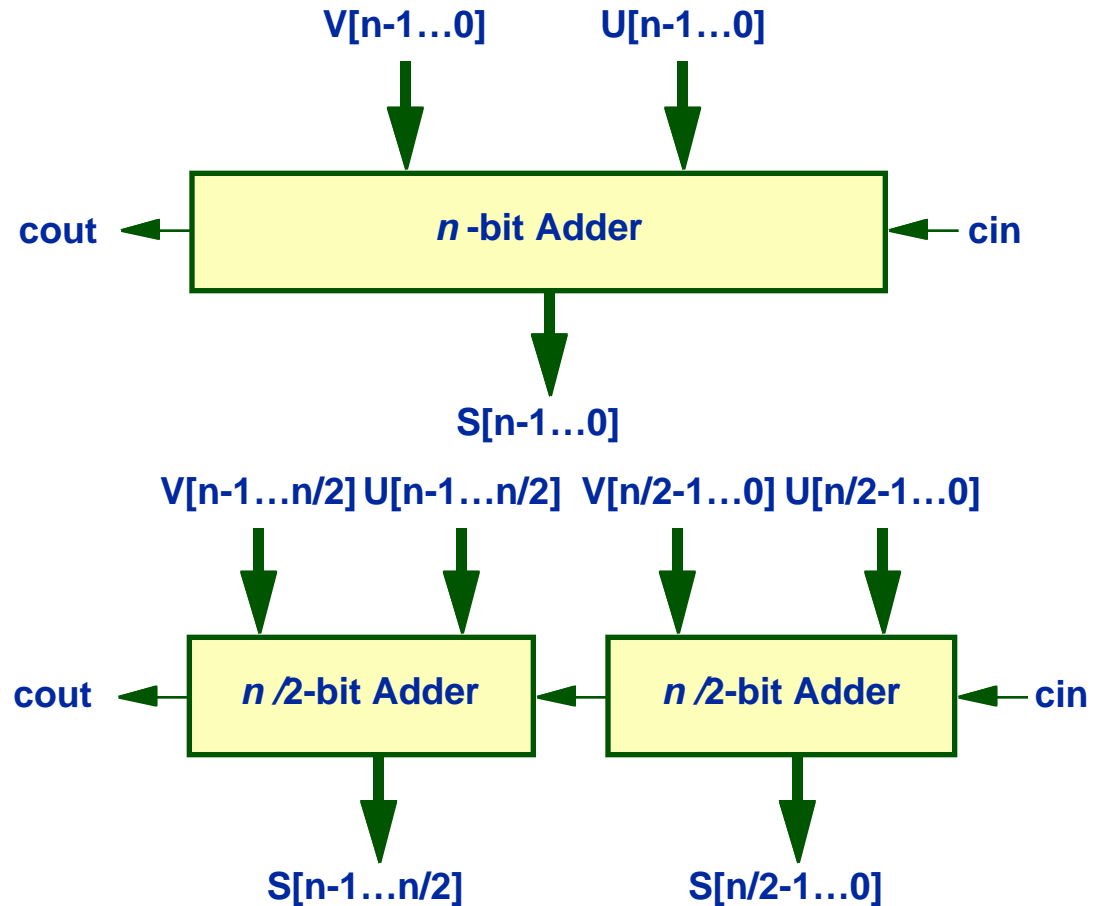 V[n-1…0] U[n-1…0]
cout n-bit Adder cin
S[n-1…0]
V[n-1…n/2] U[n-1…n/2] V[n/2-1…0] U[n/2-1…0]
cout n/2-bit Adder n/2-bit Adder cin
S[n-1…n/2] S[n/2-1…0]